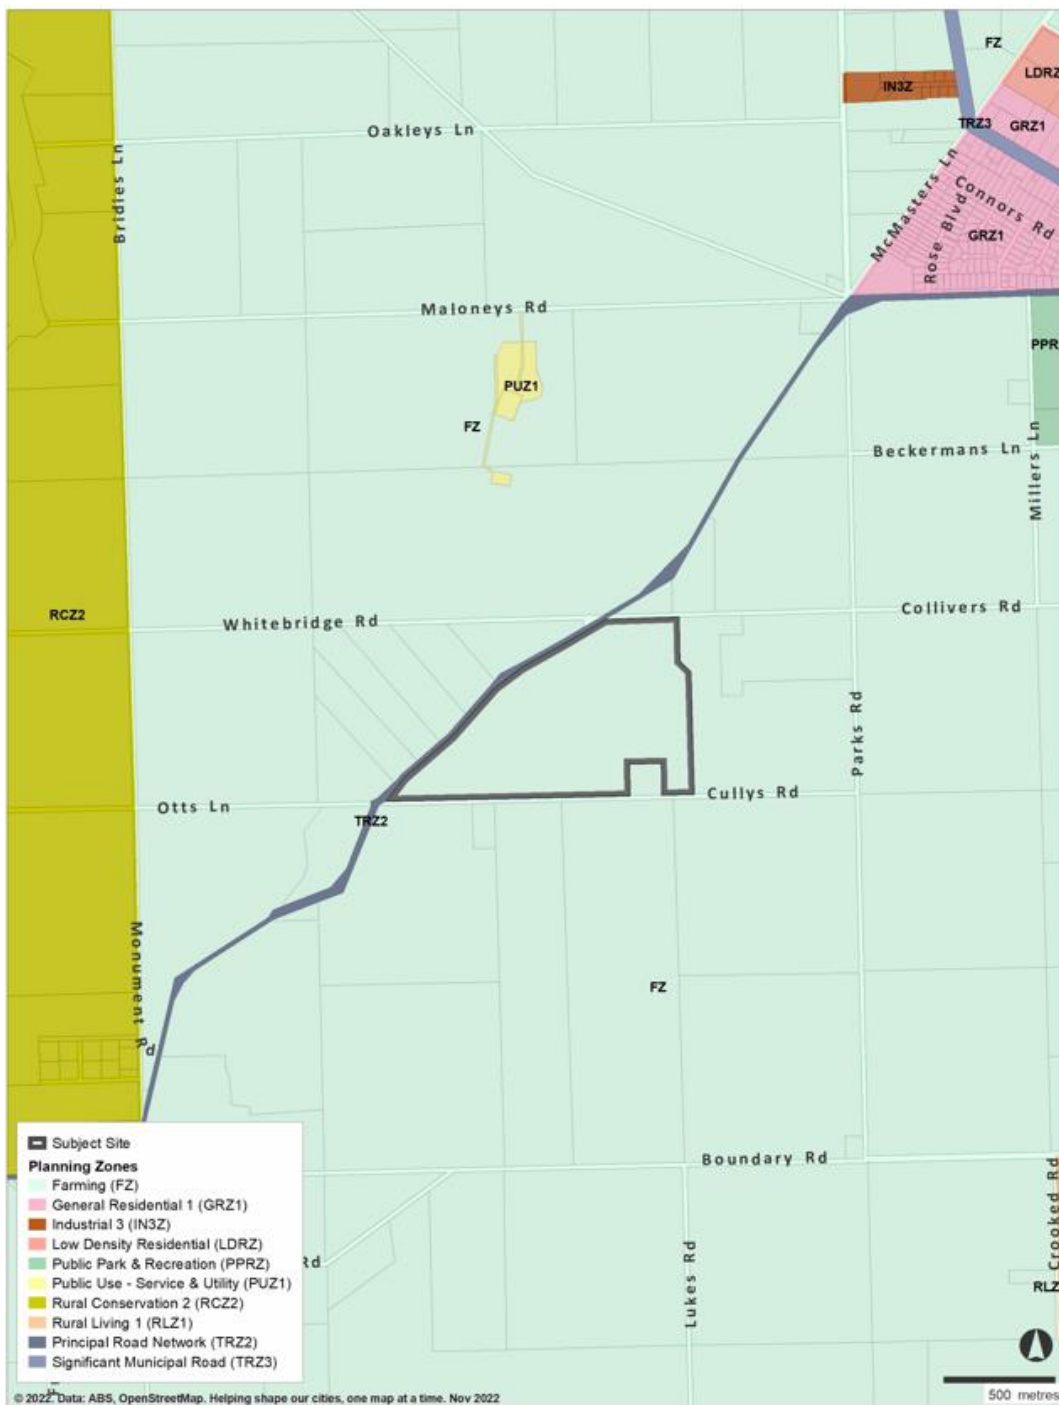 FZ
LDRZ
IN3Z
TRZ3
GRZ1
Oakleys Ln
Bridles Ln
McMasters Ln
Connors Rd
Rose Blvd
GRZ1
Maloneys Rd
PPR
PUZ1
FZ
Beckermans Ln
Millers Ln
RCZ2
Whitebridge Rd
Collivers Rd
Parks Rd
Otts Ln
Cullys Rd
TRZ2
Monument Rd
FZ
Boundary Rd
Crooked Rd
Rd
Lukes Rd
RLZ
Subject Site
Planning Zones
Farming (FZ)
General Residential 1 (GRZ1)
Industrial 3 (IN3Z)
Low Density Residential (LDRZ)
Public Park & Recreation (PPRZ)
Public Use - Service & Utility (PUZ1)
Rural Conservation 2 (RCZ2)
Rural Living 1 (RLZ1)
Principal Road Network (TRZ2)
Significant Municipal Road (TRZ3)
500 metres
© 2022. Data: ABS, OpenStreetMap. Helping shape our cities, one map at a time. Nov 2022